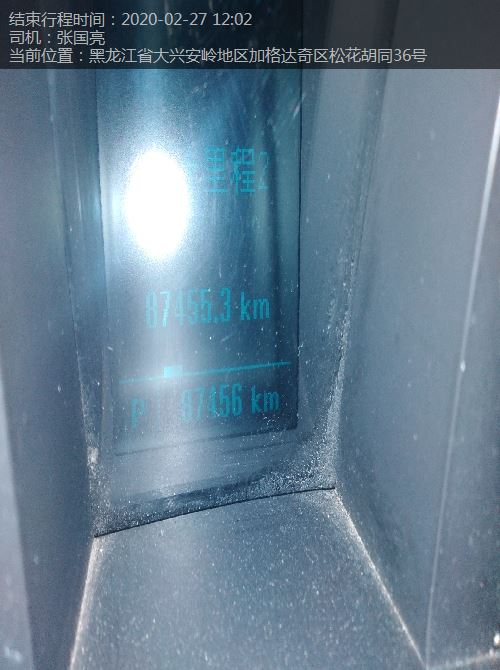 结束行程时间：2020-02-27 12:02
司机：张国亮
当前位置：黑龙江省大兴安岭地区加格达奇区松花胡同36号
里程2
87455.3 km
P 87456 km